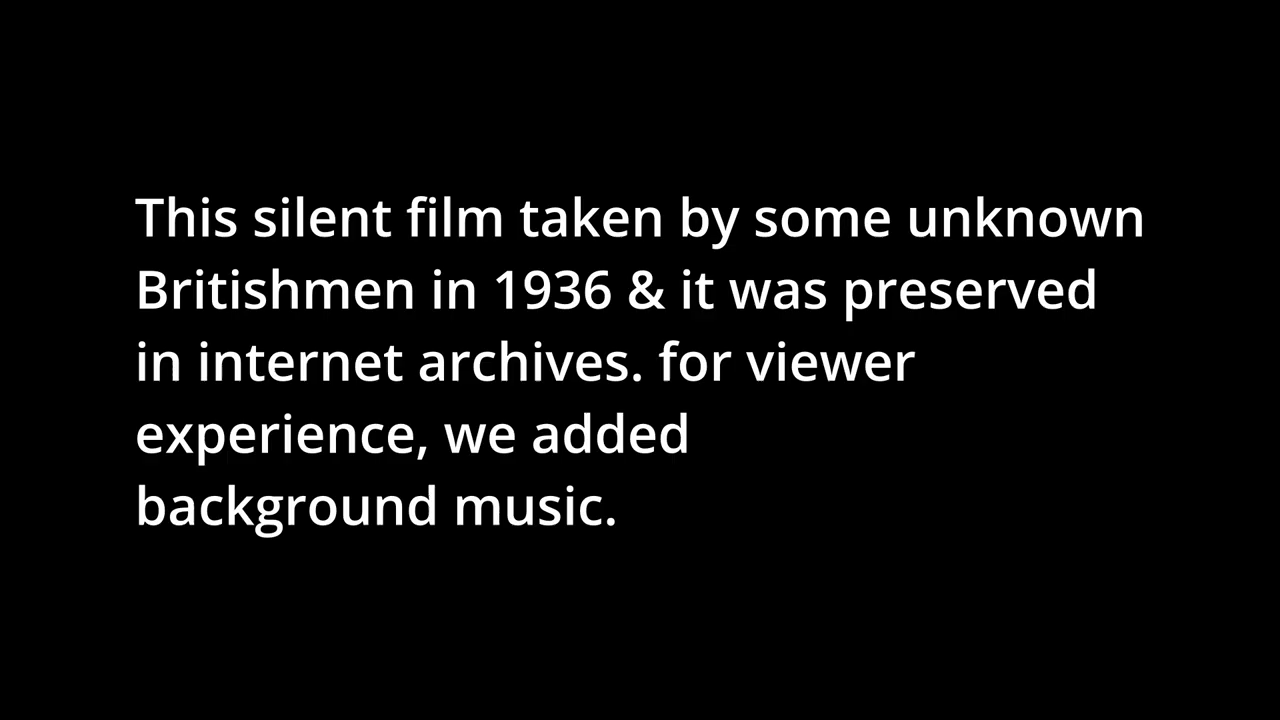 This silent film taken by some unknown
Britishmen in 1936 & it was preserved
in internet archives. for viewer
experience, we added
background music.